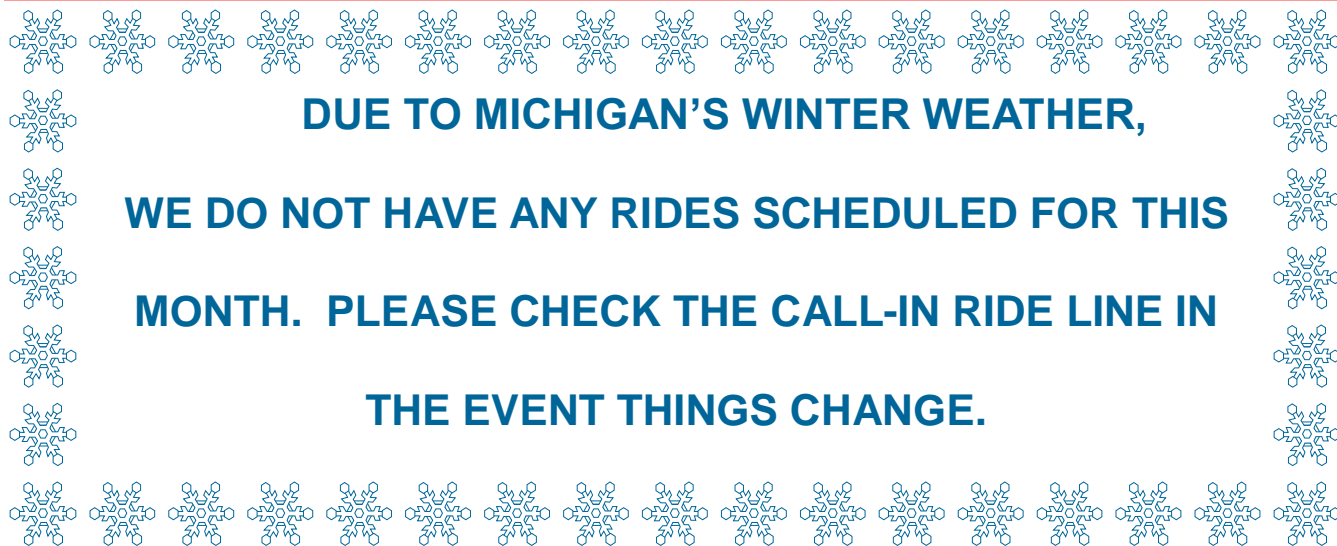 DUE TO MICHIGAN’S WINTER WEATHER,
WE DO NOT HAVE ANY RIDES SCHEDULED FOR THIS
MONTH.  PLEASE CHECK THE CALL-IN RIDE LINE IN
THE EVENT THINGS CHANGE.